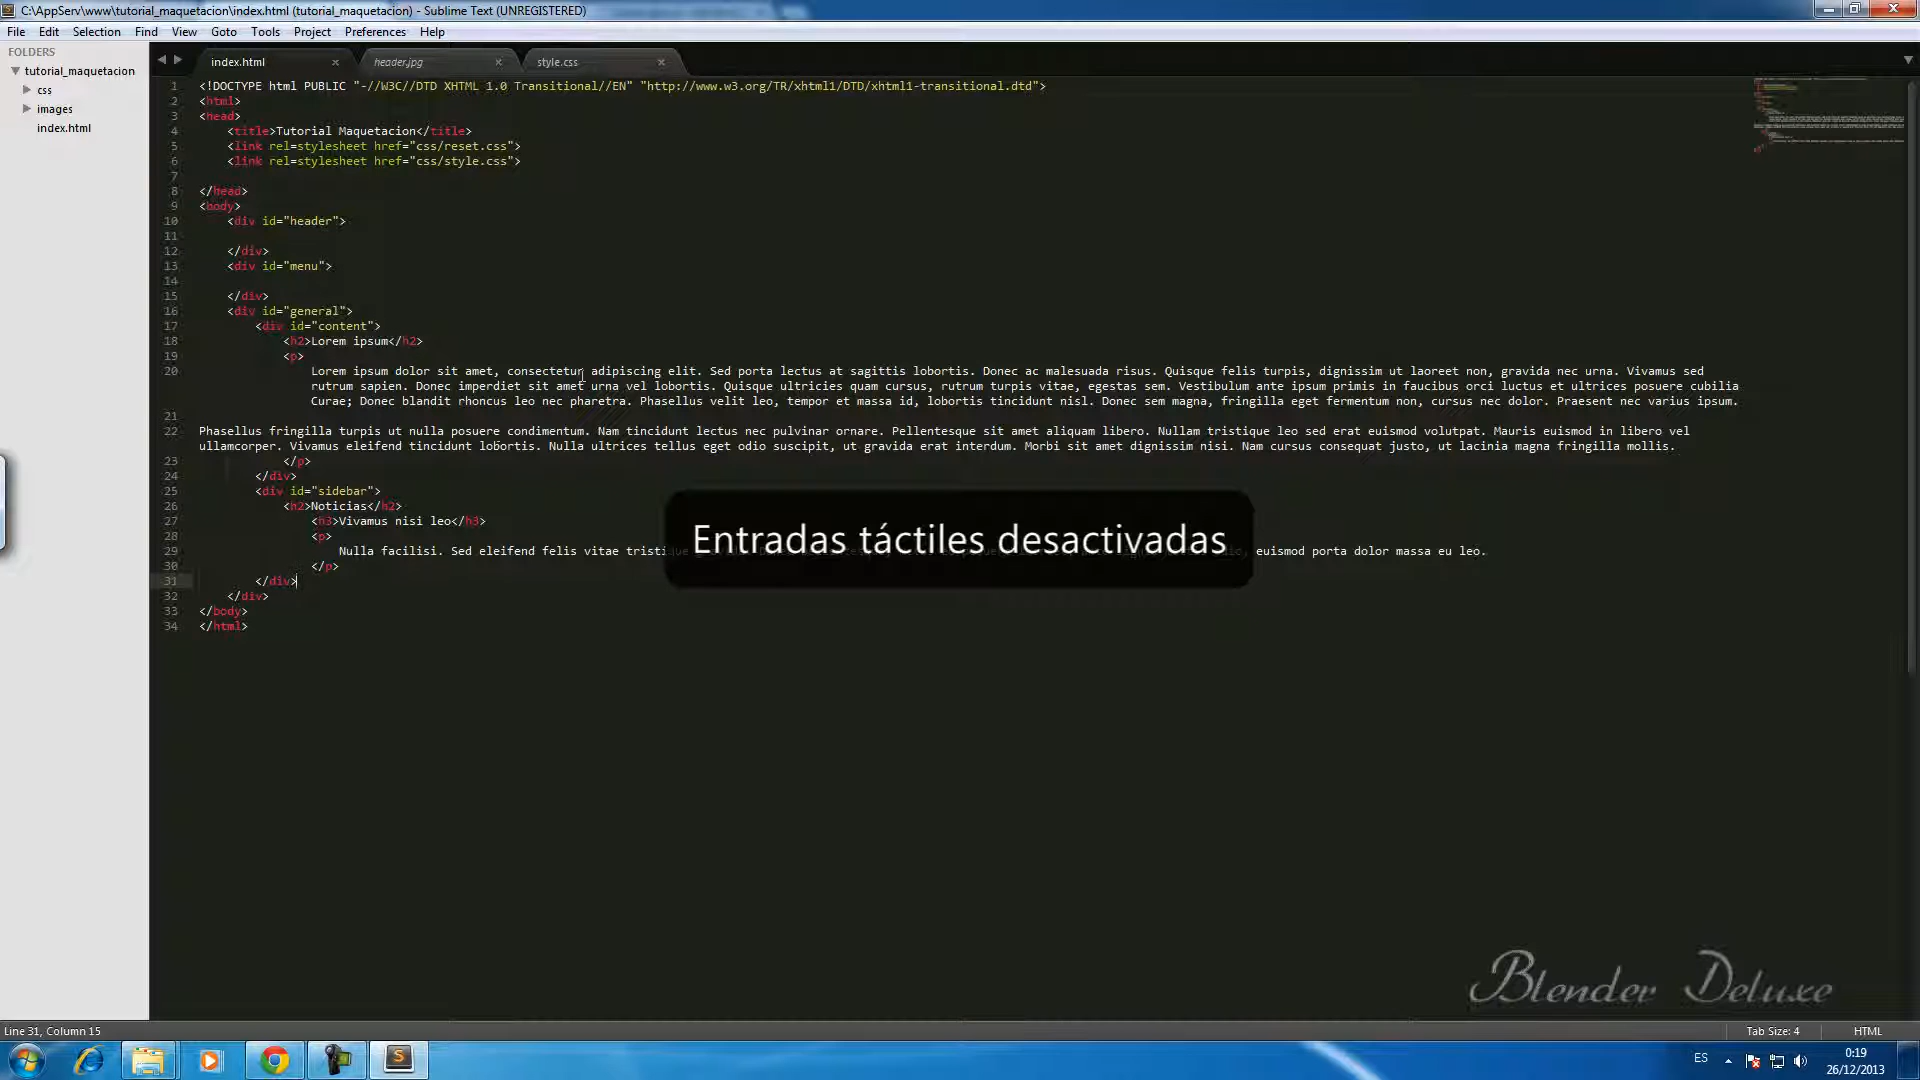 C:\AppServ\www\tutorial_maquetacion\index.html (tutorial_maquetacion) - Sublime Text (UNREGISTERED)
File Edit Selection Find View Goto Tools Project Preferences Help
FOLDERS
tutorial_maquetacion
css
images
index.html
index.html header.jpg style.css
1 <!DOCTYPE html PUBLIC "-//W3C//DTD XHTML 1.0 Transitional//EN" "http://www.w3.org/TR/xhtml1/DTD/xhtml1-transitional.dtd">
2 <html>
3 <head>
4 <title>Tutorial Maquetacion</title>
5 <link rel=stylesheet href="css/reset.css">
6 <link rel=stylesheet href="css/style.css">
7
8 </head>
9 <body>
10 <div id="header">
11
12 </div>
13 <div id="menu">
14
15 </div>
16 <div id="general">
17 <div id="content">
18 <h2>Lorem ipsum</h2>
19 <p>
20 Lorem ipsum dolor sit amet, consectetur adipiscing elit. Sed porta lectus at sagittis lobortis. Donec ac malesuada risus. Quisque felis turpis, dignissim ut laoreet non, gravida nec urna. Vivamus sed
rutrum sapien. Donec imperdiet sit amet urna vel lobortis. Quisque ultricies quam cursus, rutrum turpis vitae, egestas sem. Vestibulum ante ipsum primis in faucibus orci luctus et ultrices posuere cubilia
Curae; Donec blandit rhoncus leo nec pharetra. Phasellus velit leo, tempor et massa id, lobortis tincidunt nisl. Donec sem magna, fringilla eget fermentum non, cursus nec dolor. Praesent nec varius ipsum.
21
22 Phasellus fringilla turpis ut nulla posuere condimentum. Nam tincidunt lectus nec pulvinar ornare. Pellentesque sit amet aliquam libero. Nullam tristique leo sed erat euismod volutpat. Mauris euismod in libero vel
ullamcorper. Vivamus eleifend tincidunt lobortis. Nulla ultrices tellus eget odio suscipit, ut gravida erat interdum. Morbi sit amet dignissim nisi. Nam cursus consequat justo, ut lacinia magna fringilla mollis.
23 </p>
24 </div>
25 <div id="sidebar">
26 <h2>Noticias</h2>
27 <h3>Vivamus nisi leo</h3>
28 <p>
29 Nulla facilisi. Sed eleifend felis vitae euismod porta dolor massa eu leo.
Entradas táctiles desactivadas
30 </p>
31 </div>
32 </div>
33 </body>
34 </html>
Blender Deluxe
Line 31, Column 15 Tab Size: 4 HTML
ES 0:19
26/12/2013